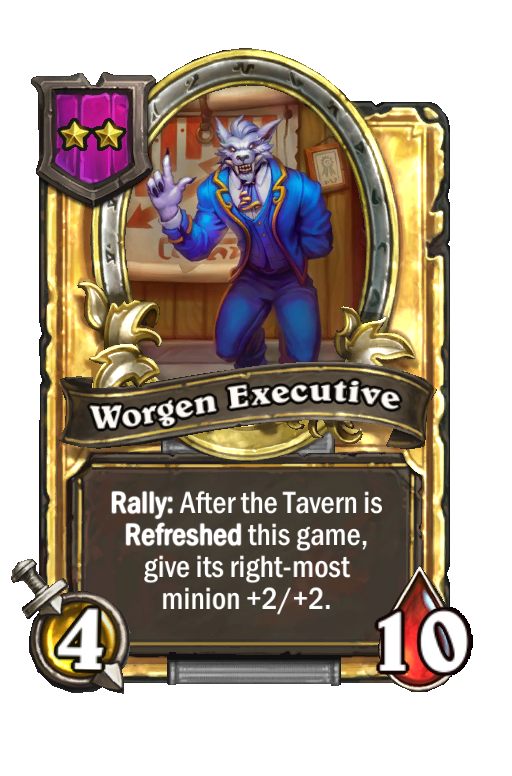 Worgen Executive
Rally: After the Tavern is
Refreshed this game,
give its right-most
minion +2/+2.
4
10